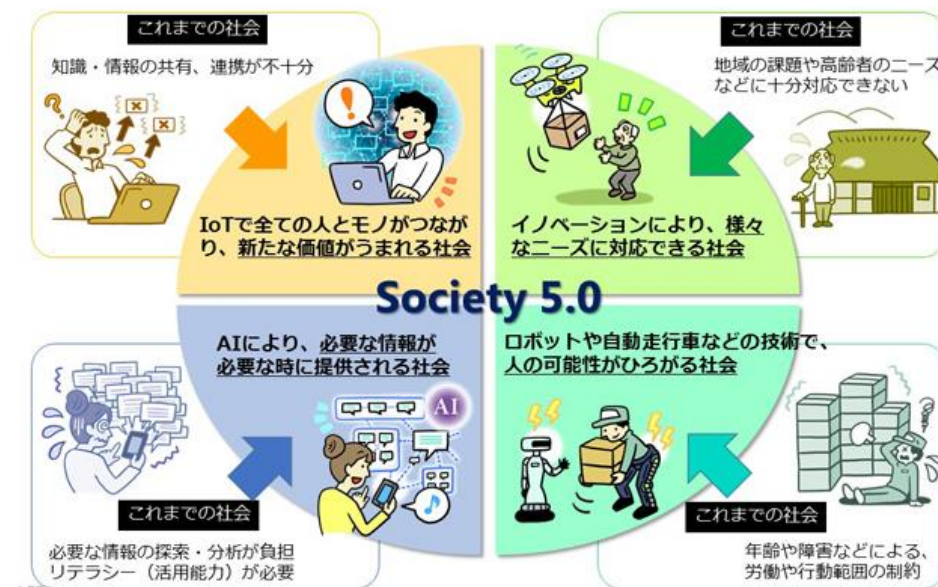 これまでの社会
知識・情報の共有、連携が不十分
IoTで全ての人とモノがつなが
り、新たな価値がうまれる社会
これまでの社会
地域の課題や高齢者のニーズ
などに十分対応できない
イノベーションにより、様々
なニーズに対応できる社会
Society 5.0
AIにより、必要な情報が
必要な時に提供される社会
AI
これまでの社会
必要な情報の探索・分析が負担
リテラシー（活用能力）が必要
ロボットや自動走行車などの技術で、
人の可能性がひろがる社会
これまでの社会
年齢や障害などによる、
労働や行動範囲の制約